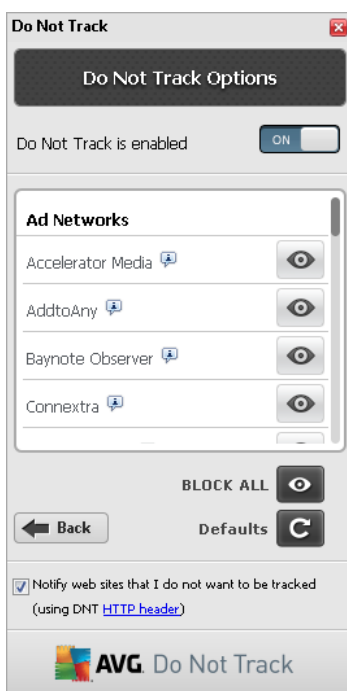 Do Not Track
Do Not Track Options
Do Not Track is enabled
ON
Ad Networks
Accelerator Media
AddtoAny
Baynote Observer
Connextra
BLOCK ALL
Back
Defaults
Notify web sites that I do not want to be tracked
(using DNT HTTP header)
AVG. Do Not Track